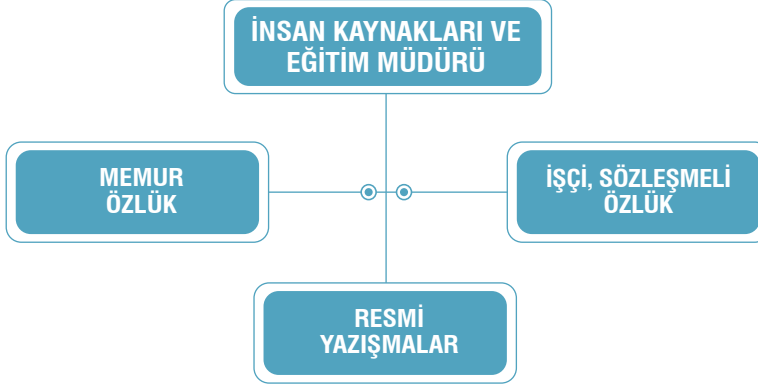 İNSAN KAYNAKLARI VE
EĞİTİM MÜDÜRÜ
MEMUR
ÖZLÜK
İŞÇİ, SÖZLEŞMELİ
ÖZLÜK
RESMİ
YAZIŞMALAR